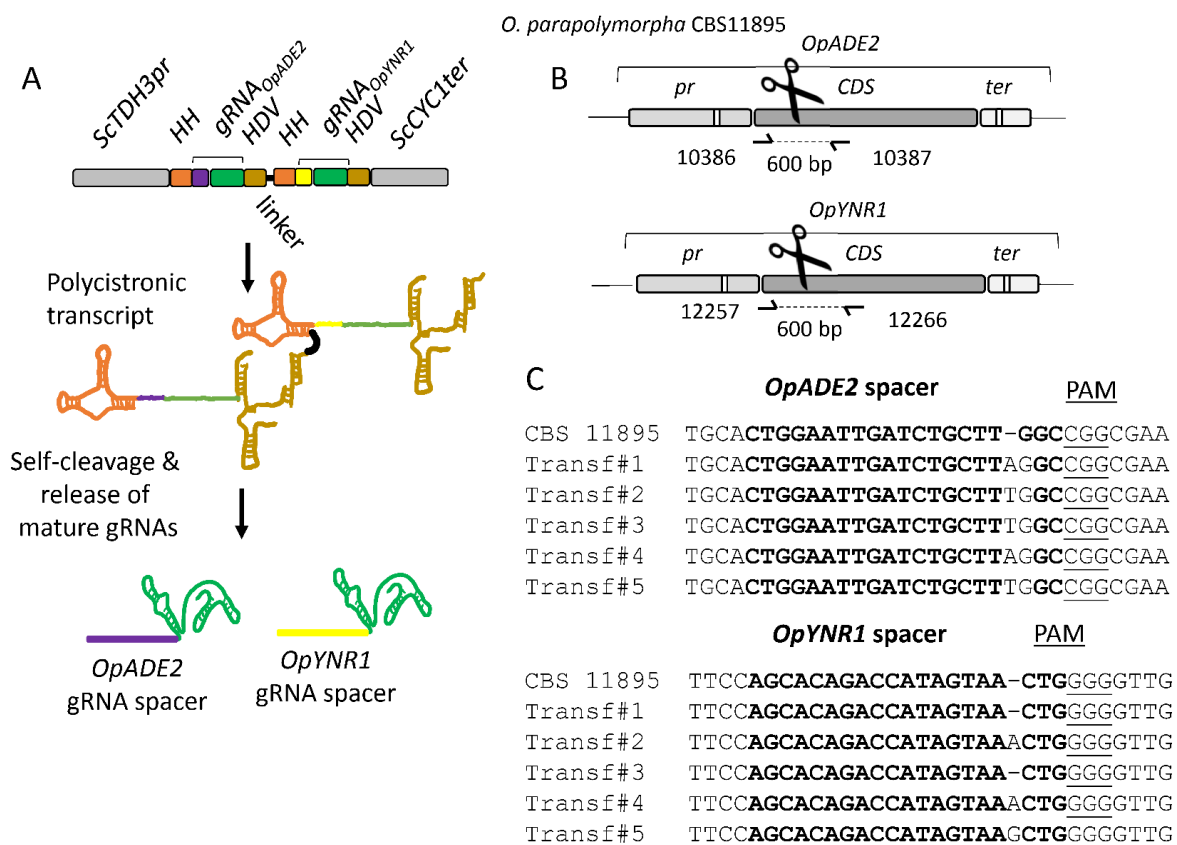 O. parapolymorpha CBS11895
A
ScTDH3pr
HH
gRNAOpADE2
HDV
HH
gRNAOpYNR1
HDV
ScCYC1ter
linker
Polycistronic
transcript
Self-cleavage &
release of
mature gRNAs
OpADE2
gRNA spacer
OpYNR1
gRNA spacer
B
OpADE2
pr
CDS
ter
10386
600 bp
10387
OpYNR1
pr
CDS
ter
12257
600 bp
12266
C
OpADE2 spacer PAM
CBS 11895 TGCACTGGAATTGATCTGCTT-GGCCGGCGAA
Transf#1 TGCACTGGAATTGATCTGCTTAGGCCGGCGAA
Transf#2 TGCACTGGAATTGATCTGCTTTGGCCGGCGAA
Transf#3 TGCACTGGAATTGATCTGCTTTGGCCGGCGAA
Transf#4 TGCACTGGAATTGATCTGCTTAGGCCGGCGAA
Transf#5 TGCACTGGAATTGATCTGCTTTGGCCGGCGAA
OpYNR1 spacer PAM
CBS 11895 TTCCAGCACAGACCATAGTAA-CTGGGGGTTG
Transf#1 TTCCAGCACAGACCATAGTAA-CTGGGGGTTG
Transf#2 TTCCAGCACAGACCATAGTAAACTGGGGGTTG
Transf#3 TTCCAGCACAGACCATAGTAA-CTGGGGGTTG
Transf#4 TTCCAGCACAGACCATAGTAAACTGGGGGTTG
Transf#5 TTCCAGCACAGACCATAGTAAGCTGGGGGTTG